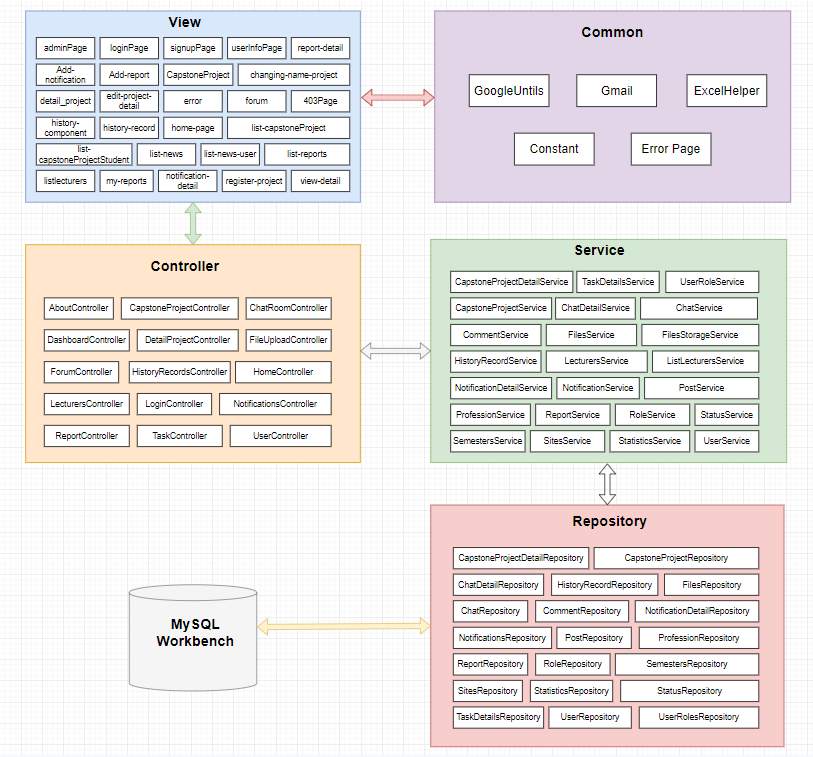 View
adminPage
loginPage
signupPage
userInfoPage
report-detail
Add-
notification
Add-report
CapstoneProject
changing-name-project
detail_project
edit-project-
detail
error
forum
403Page
history-
component
history-record
home-page
list-capstoneProject
list-
capstoneProjectStudent
list-news
list-news-user
list-reports
listlecturers
my-reports
notification-
detail
register-project
view-detail
Common
GoogleUntils
Gmail
ExcelHelper
Constant
Error Page
Controller
AboutController
CapstoneProjectController
ChatRoomController
DashboardController
DetailProjectController
FileUploadController
ForumController
HistoryRecordsController
HomeController
LecturersController
LoginController
NotificationsController
ReportController
TaskController
UserController
Service
CapstoneProjectDetailService
TaskDetailsService
UserRoleService
CapstoneProjectService
ChatDetailService
ChatService
CommentService
FilesService
FilesStorageService
HistoryRecordService
LecturersService
ListLecturersService
NotificationDetailService
NotificationService
PostService
ProfessionService
ReportService
RoleService
StatusService
SemestersService
SitesService
StatisticsService
UserService
Repository
CapstoneProjectDetailRepository
CapstoneProjectRepository
ChatDetailRepository
HistoryRecordRepository
FilesRepository
ChatRepository
CommentRepository
NotificationDetailRepository
NotificationsRepository
PostRepository
ProfessionRepository
ReportRepository
RoleRepository
SemestersRepository
SitesRepository
StatisticsRepository
StatusRepository
TaskDetailsRepository
UserRepository
UserRolesRepository
MySQL
Workbench